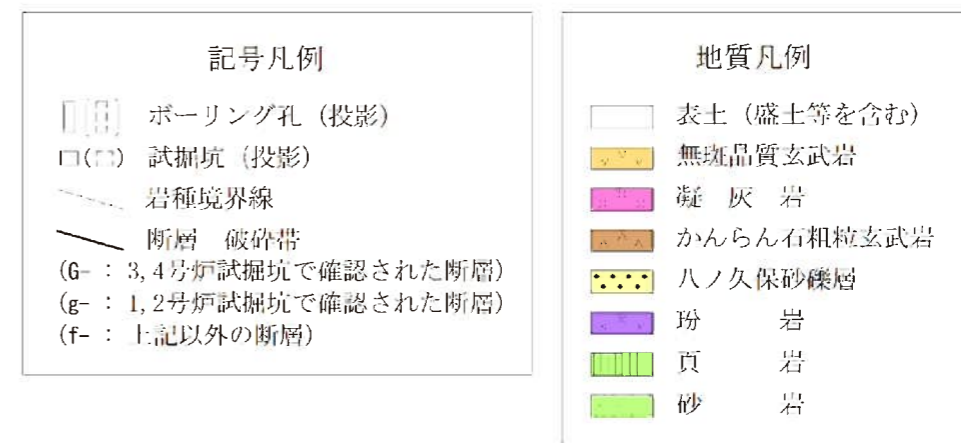 記号凡例
ボーリング孔 (投影)
試掘坑 (投影)
岩種境界線
断層 破砕帯
(G- : 3,4号炉試掘坑で確認された断層)
(g- : 1,2号炉試掘坑で確認された断層)
(f- : 上記以外の断層)
地質凡例
表土 (盛土等を含む)
無斑晶質玄武岩
凝 灰 岩
かんらん石粗粒玄武岩
八ノ久保砂礫層
玢 岩
頁 岩
砂 岩